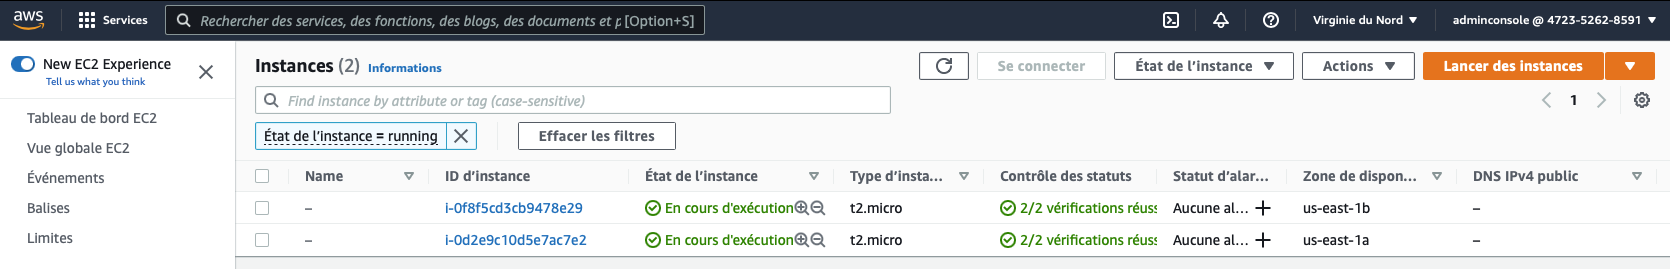 aws Services Rechercher des services, des fonctions, des blogs, des documents et p [Option+S] Virginie du Nord adminconsole @ 4723-5262-8591
New EC2 Experience
Tell us what you think
Tableau de bord EC2
Vue globale EC2
Événements
Balises
Limites
Instances (2) Informations Se connecter État de l'instance Actions Lancer des instances
Find instance by attribute or tag (case-sensitive) 1
État de l'instance = running Effacer les filtres
Name ID d'instance État de l'instance Type d'insta... Contrôle des statuts Statut d'alar... Zone de dispon... DNS IPv4 public
– i-0f8f5cd3cb9478e29 En cours d'exécution t2.micro 2/2 vérifications réuss Aucune al... us-east-1b –
– i-0d2e9c10d5e7ac7e2 En cours d'exécution t2.micro 2/2 vérifications réuss Aucune al... us-east-1a –